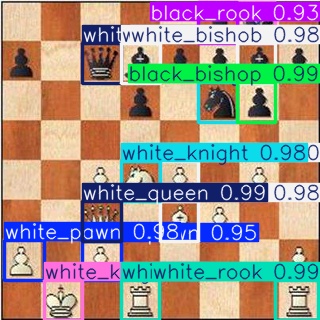 black_rook 0.93
whit
white_bishob 0.98
black_bishop 0.99
white_knight 0.98
white_queen 0.99
0.98
white_pawn 0.98
0.95
white_k
whi
white_rook 0.99